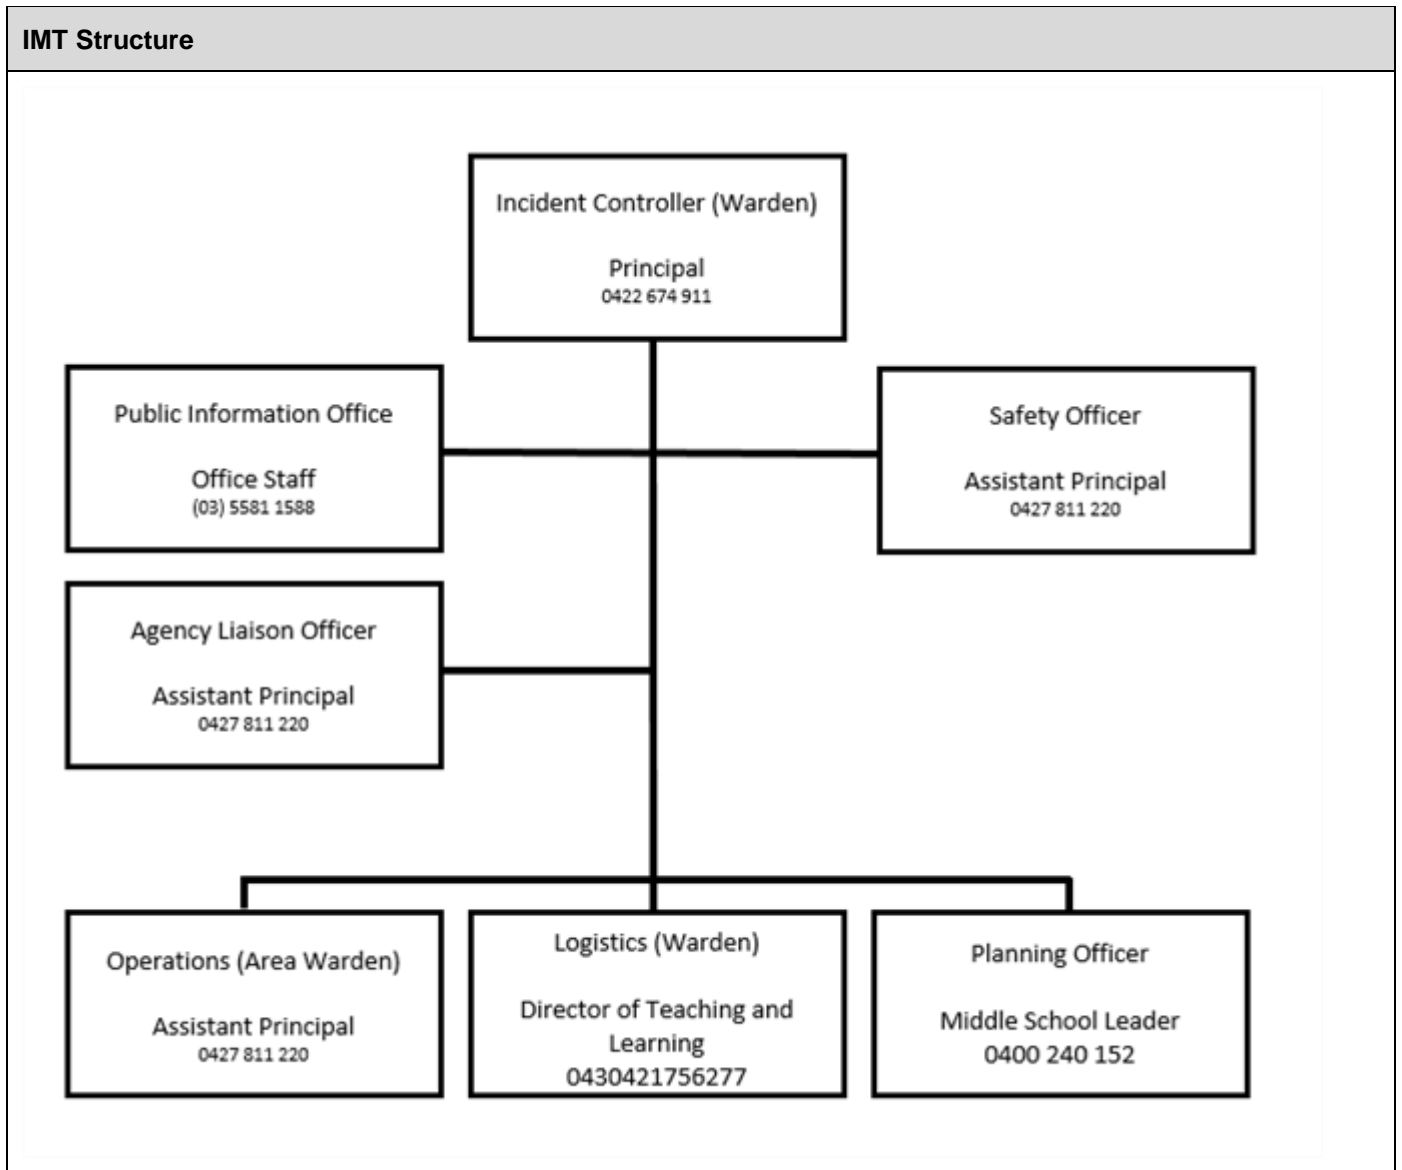 IMT Structure
Incident Controller (Warden)
Principal
0422 674 911
Public Information Office
Office Staff
(03) 5581 1588
Safety Officer
Assistant Principal
0427 811 220
Agency Liaison Officer
Assistant Principal
0427 811 220
Operations (Area Warden)
Assistant Principal
0427 811 220
Logistics (Warden)
Director of Teaching and
Learning
0430421756277
Planning Officer
Middle School Leader
0400 240 152